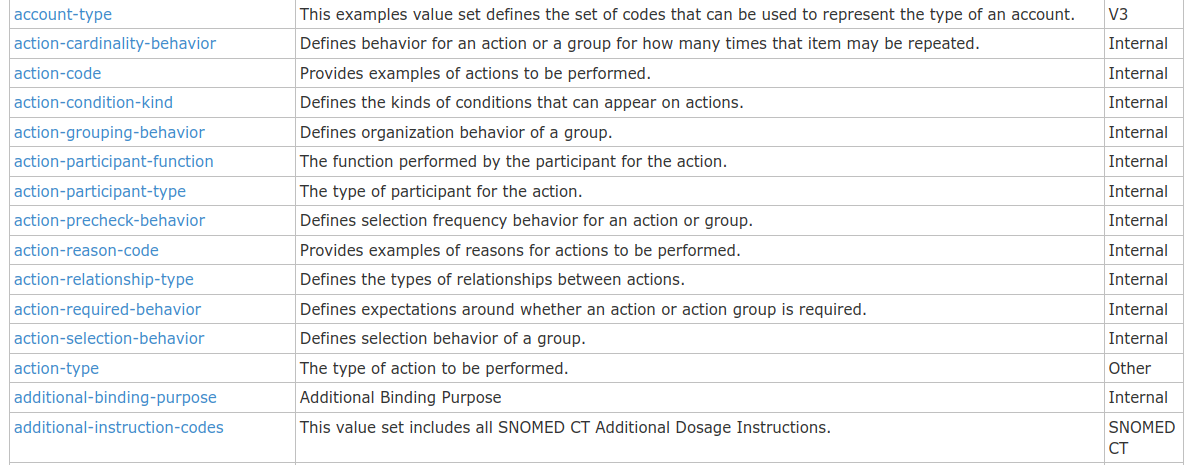 account-type This examples value set defines the set of codes that can be used to represent the type of an account. V3
action-cardinality-behavior Defines behavior for an action or a group for how many times that item may be repeated. Internal
action-code Provides examples of actions to be performed. Internal
action-condition-kind Defines the kinds of conditions that can appear on actions. Internal
action-grouping-behavior Defines organization behavior of a group. Internal
action-participant-function The function performed by the participant for the action. Internal
action-participant-type The type of participant for the action. Internal
action-precheck-behavior Defines selection frequency behavior for an action or group. Internal
action-reason-code Provides examples of reasons for actions to be performed. Internal
action-relationship-type Defines the types of relationships between actions. Internal
action-required-behavior Defines expectations around whether an action or action group is required. Internal
action-selection-behavior Defines selection behavior of a group. Internal
action-type The type of action to be performed. Other
additional-binding-purpose Additional Binding Purpose Internal
additional-instruction-codes This value set includes all SNOMED CT Additional Dosage Instructions. SNOMED
CT